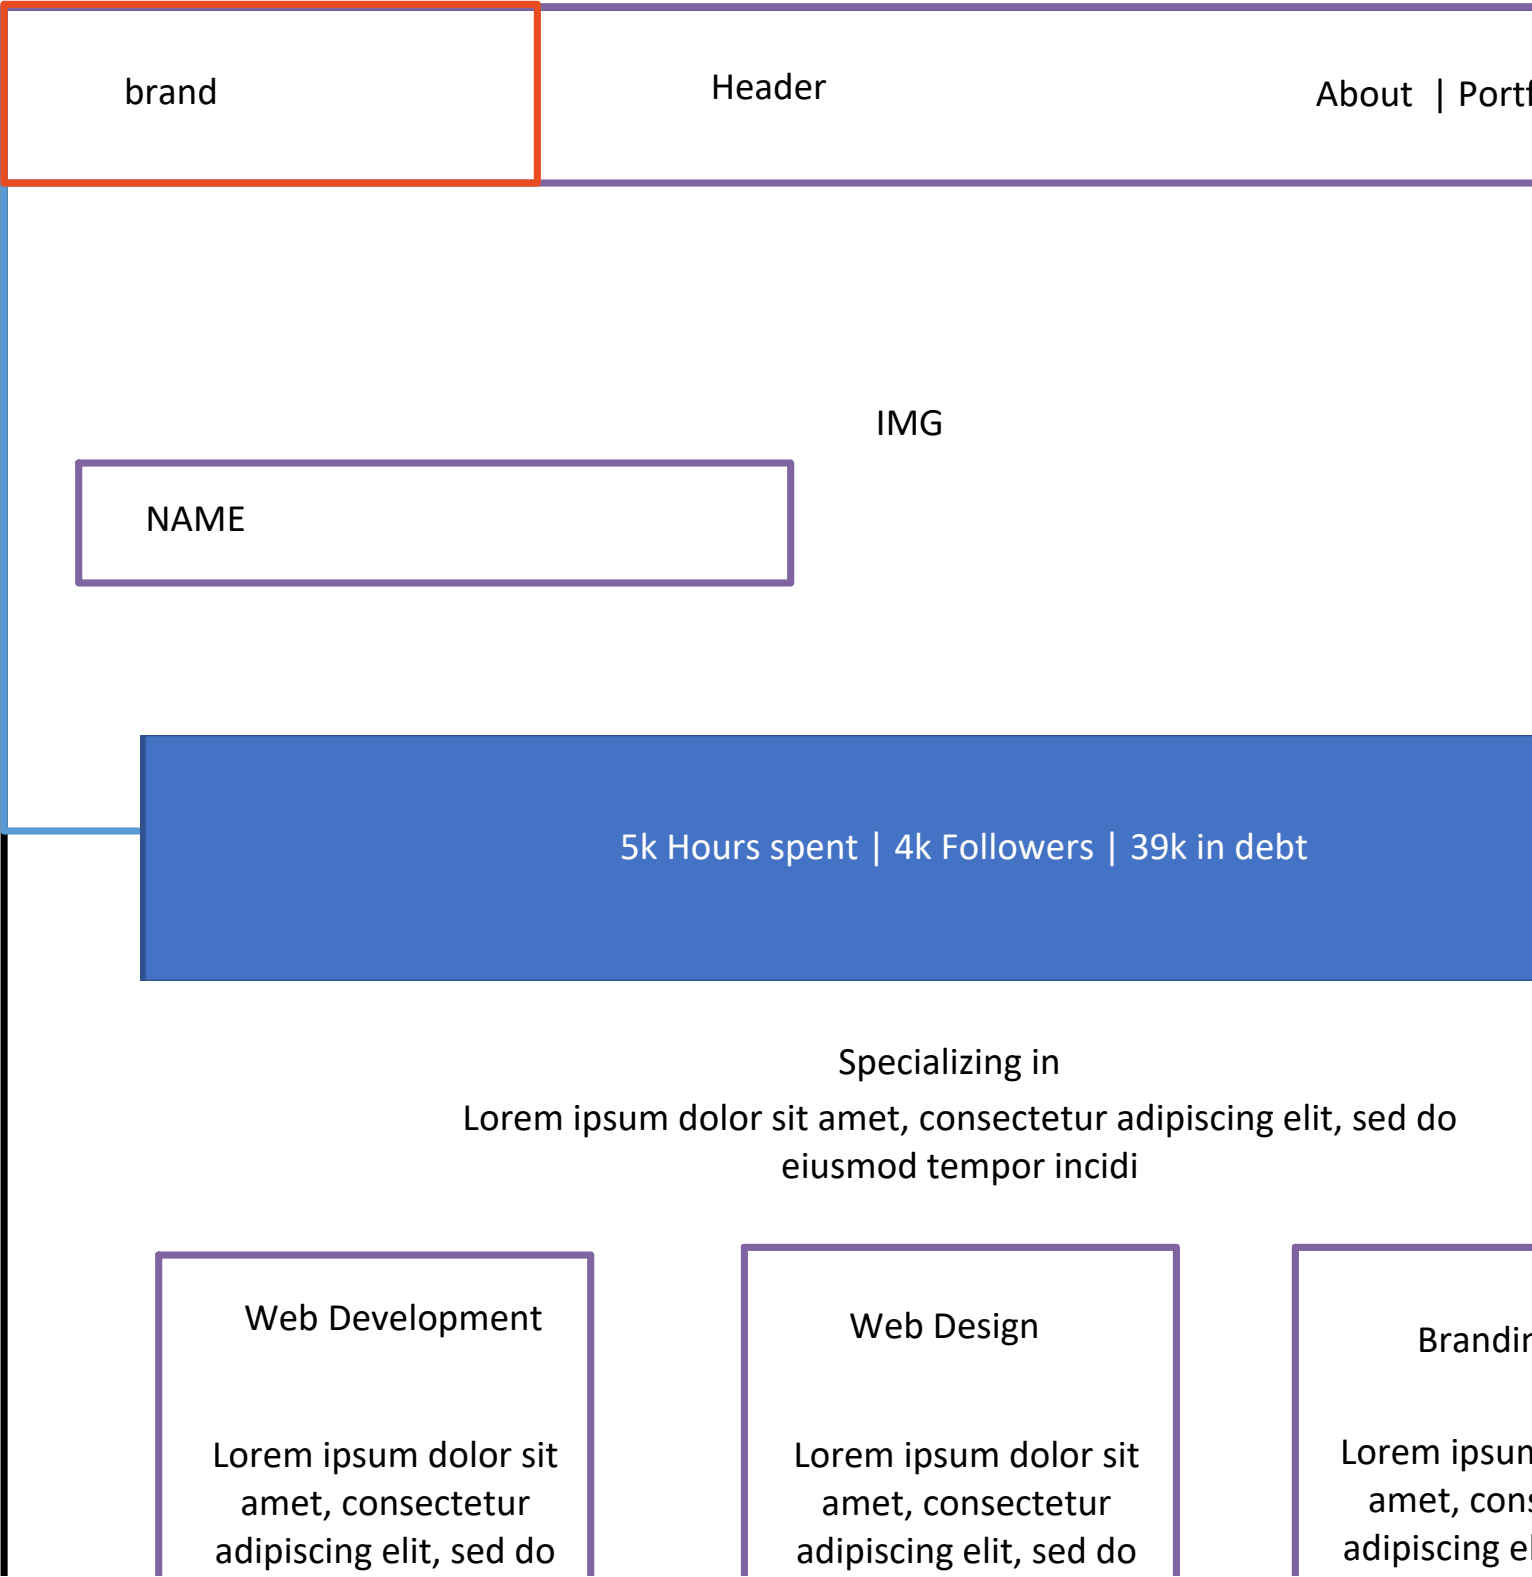 brand
Header
About | Portf
IMG
NAME
5k Hours spent | 4k Followers | 39k in debt
Specializing in
Lorem ipsum dolor sit amet, consectetur adipiscing elit, sed do
eiusmod tempor incidi
Web Development
Lorem ipsum dolor sit
amet, consectetur
adipiscing elit, sed do
Web Design
Lorem ipsum dolor sit
amet, consectetur
adipiscing elit, sed do
Brandin
Lorem ipsum
amet, cons
adipiscing el